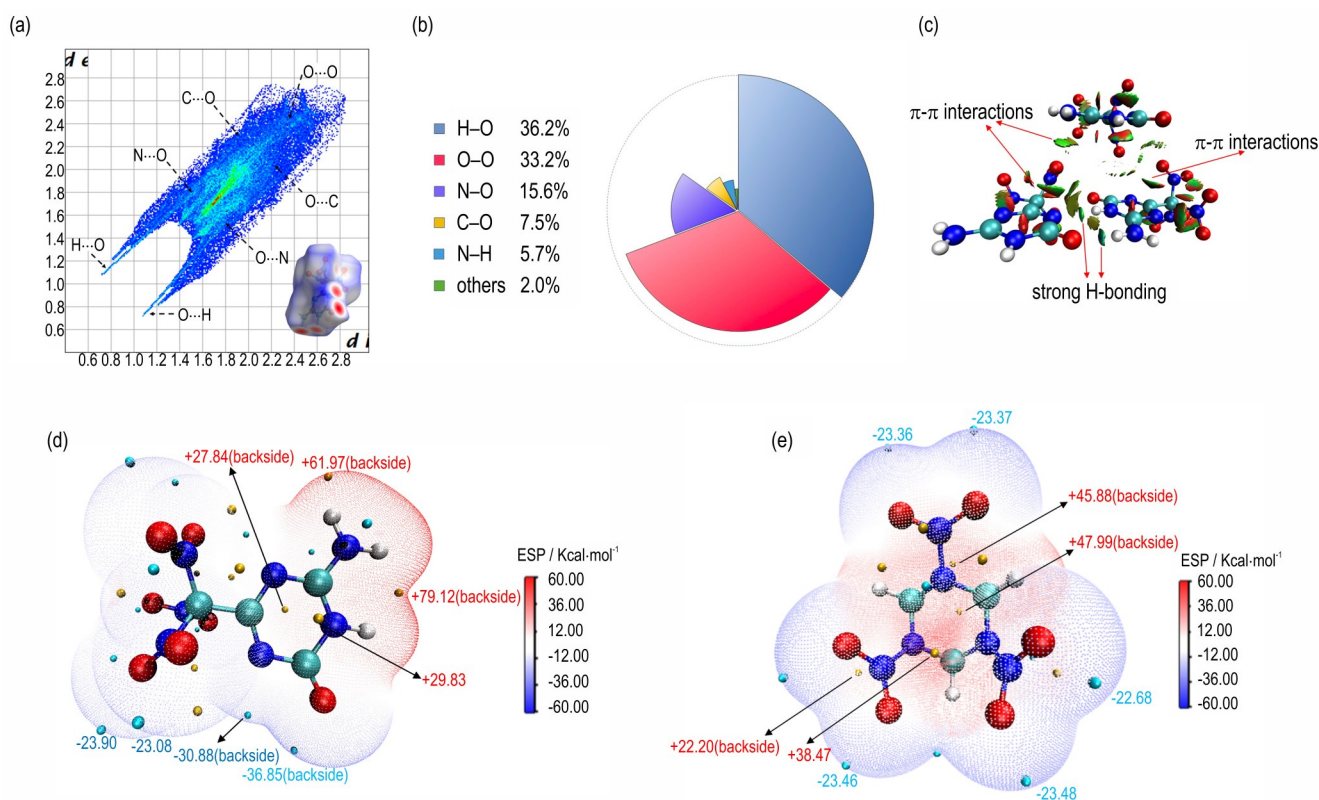 (a)
d e
2.8
2.6
2.4
2.2
2.0
1.8
1.6
1.4
1.2
1.0
0.8
0.6
0.6 0.8 1.0 1.2 1.4 1.6 1.8 2.0 2.2 2.4 2.6 2.8
d i
O···O
C···O
N···O
O···C
H···O
O···N
O···H
(b)
H–O 36.2%
O–O 33.2%
N–O 15.6%
C–O 7.5%
N–H 5.7%
others 2.0%
(c)
π-π interactions
π-π interactions
strong H-bonding
(d)
+27.84(backside)
+61.97(backside)
+79.12(backside)
+29.83
-23.90
-23.08
-30.88(backside)
-36.85(backside)
ESP / Kcal·mol⁻¹
60.00
36.00
12.00
-12.00
-36.00
-60.00
(e)
-23.36
-23.37
+45.88(backside)
+47.99(backside)
-22.68
+22.20(backside)
+38.47
-23.46
-23.48
ESP / Kcal·mol⁻¹
60.00
36.00
12.00
-12.00
-36.00
-60.00